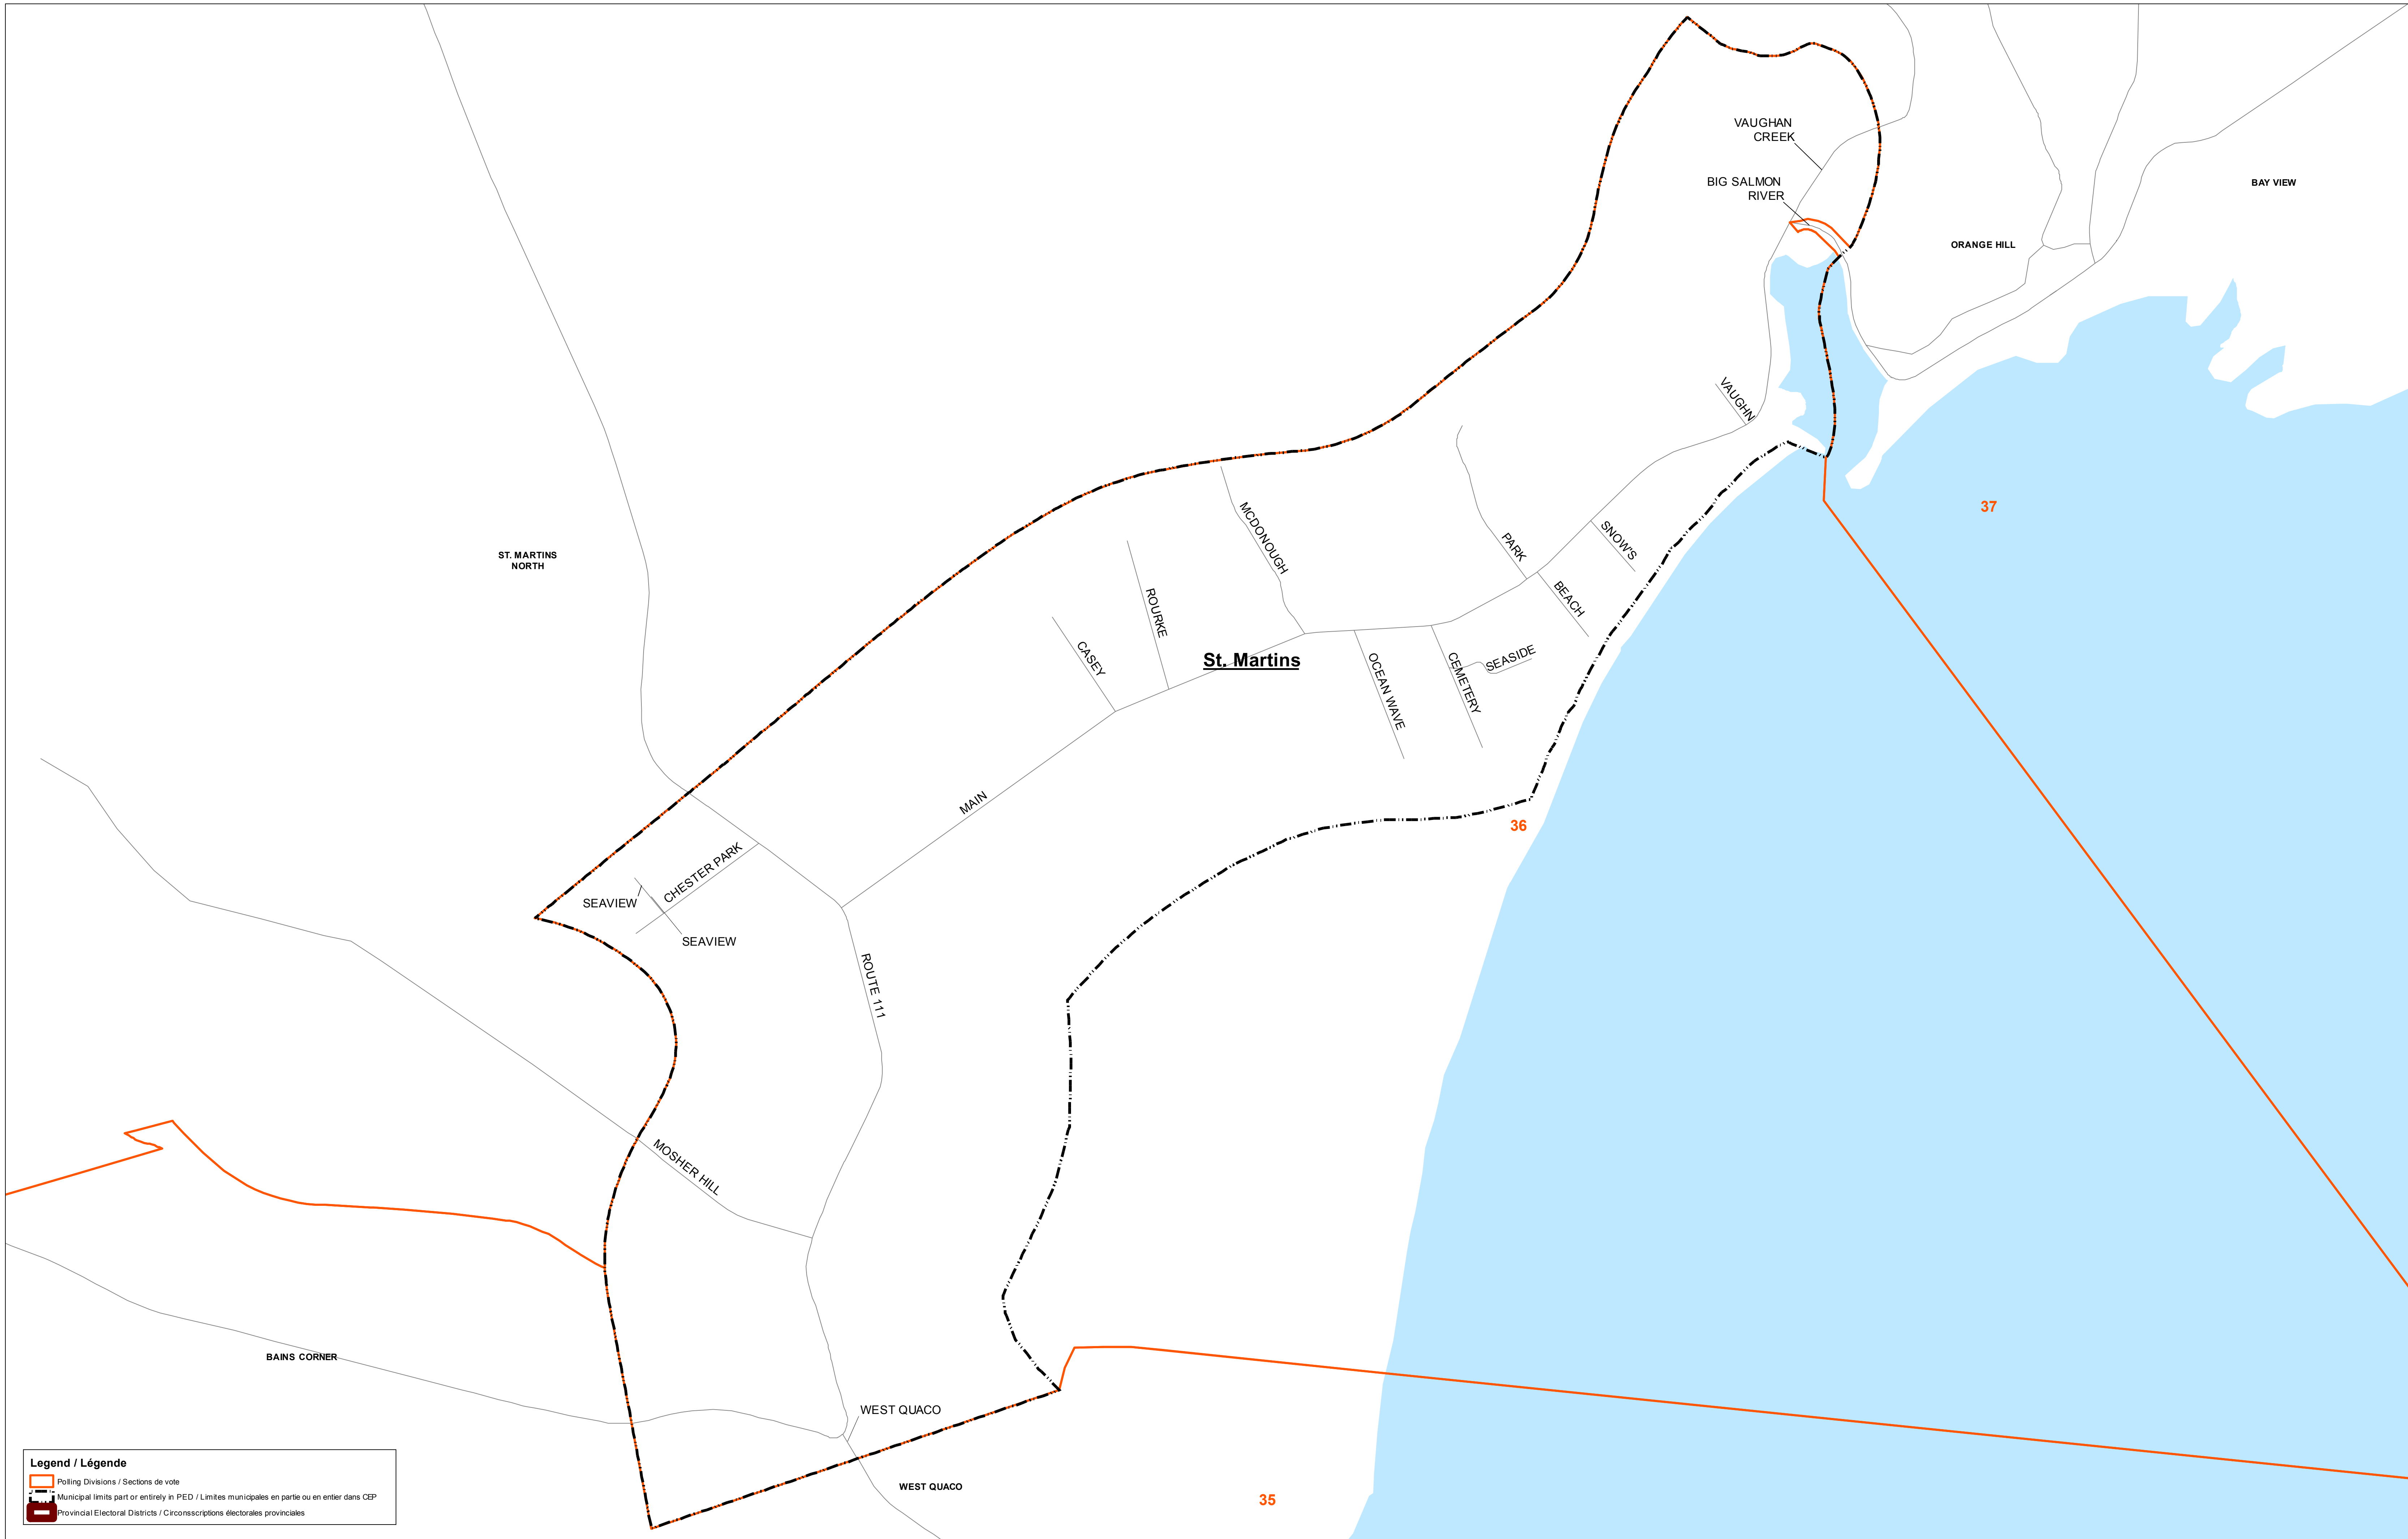 VAUGHAN
CREEK
BIG SALMON
RIVER
BAY VIEW
ORANGE HILL
VAUGHN
37
ST. MARTINS
NORTH
MCDONOUGH
PARK
SNOW'S
BEACH
ROURKE
CASEY
St. Martins
OCEAN WAVE
CEMETERY
SEASIDE
MAIN
36
CHESTER PARK
SEAVIEW
SEAVIEW
ROUTE 111
MOSHER HILL
BAINS CORNER
WEST QUACO
WEST QUACO
35
Legend / Légende
Polling Divisions / Sections de vote
Municipal limits part or entirely in PED / Limites municipales en partie ou en entier dans CEP
Provincial Electoral Districts / Circonsscriptions électorales provinciales